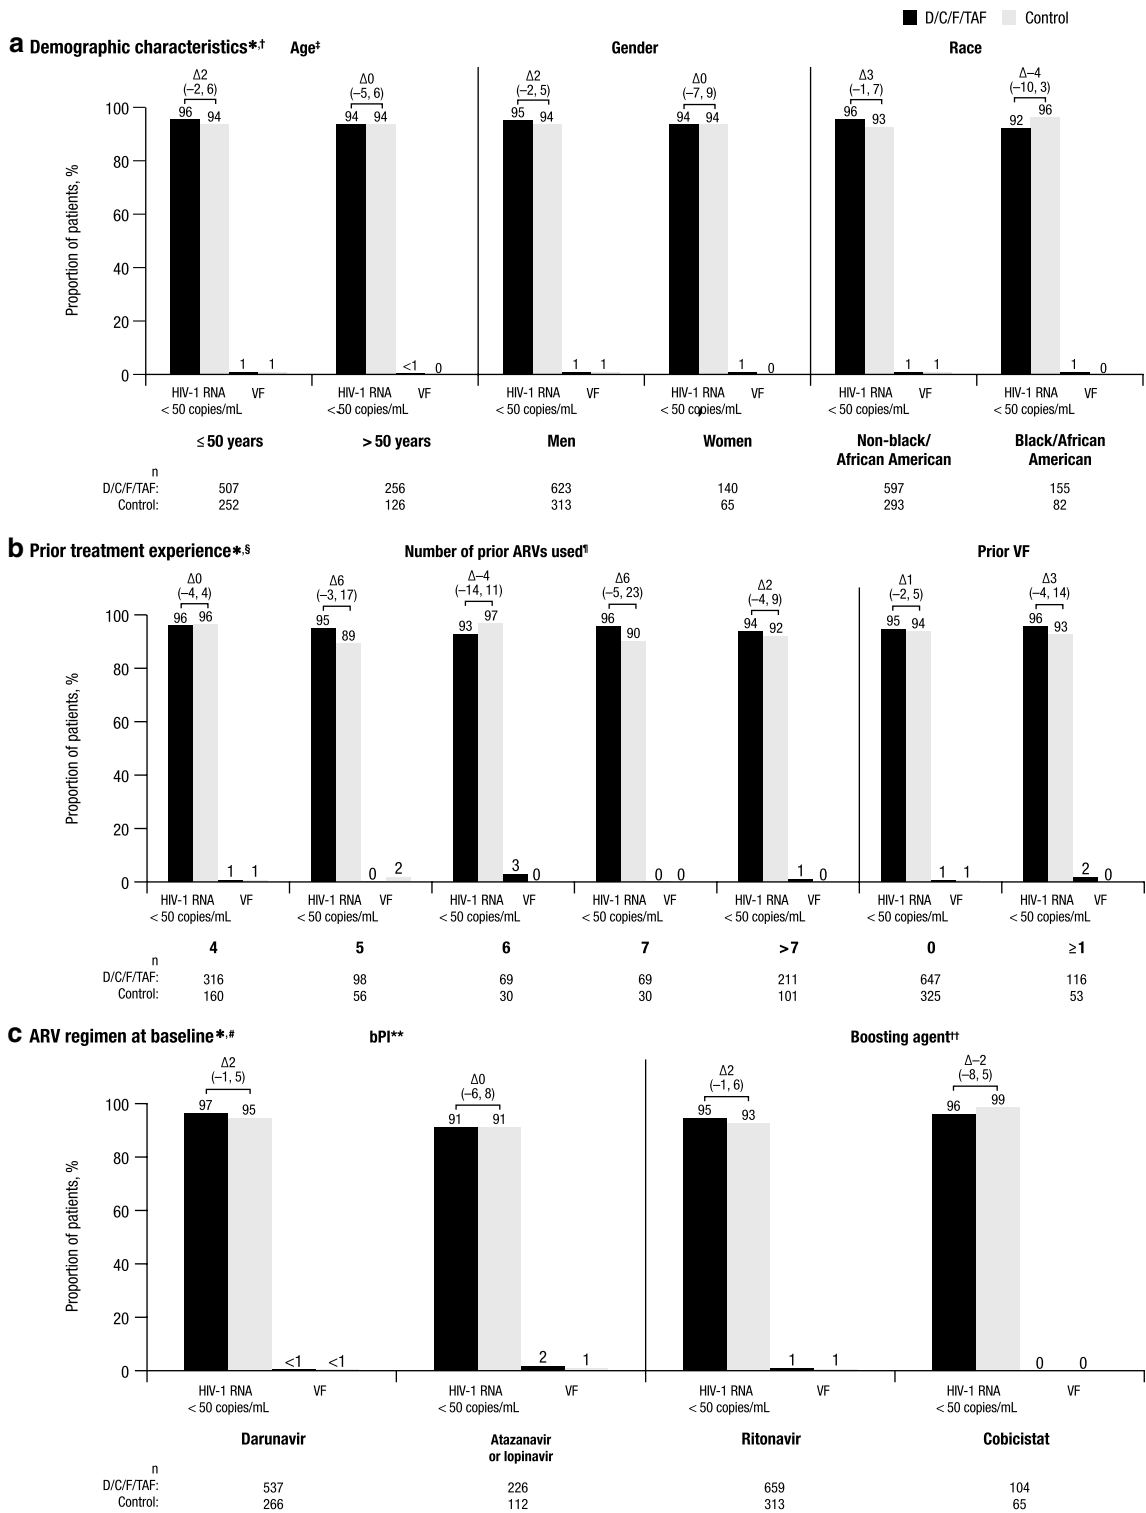 D/C/F/TAF Control
a Demographic characteristics*,† Age‡ Gender Race
Δ2 Δ0 Δ2 Δ0 Δ3 Δ–4
(–2, 6) (–5, 6) (–2, 5) (–7, 9) (–1, 7) (–10, 3)
96 94 94 94 95 94 94 94 96 93 92 96
Proportion of patients, %
100
80
60
40
20
0
1 1 <1 0 1 1 1 0 1 1 1 0
HIV-1 RNA VF HIV-1 RNA VF HIV-1 RNA VF HIV-1 RNA VF HIV-1 RNA VF HIV-1 RNA VF
< 50 copies/mL < 50 copies/mL < 50 copies/mL < 50 copies/mL < 50 copies/mL < 50 copies/mL
≤ 50 years > 50 years Men Women Non-black/ Black/African
African American American
n
D/C/F/TAF: 507 256 623 140 597 155
Control: 252 126 313 65 293 82
b Prior treatment experience*,§ Number of prior ARVs used¶ Prior VF
Δ0 Δ6 Δ–4 Δ6 Δ2 Δ1 Δ3
(–4, 4) (–3, 17) (–14, 11) (–5, 23) (–4, 9) (–2, 5) (–4, 14)
96 96 95 89 93 97 96 90 94 92 95 94 96 93
Proportion of patients, %
100
80
60
40
20
0
1 1 0 2 3 0 0 0 1 0 1 1 2 0
HIV-1 RNA VF HIV-1 RNA VF HIV-1 RNA VF HIV-1 RNA VF HIV-1 RNA VF HIV-1 RNA VF HIV-1 RNA VF
< 50 copies/mL < 50 copies/mL < 50 copies/mL < 50 copies/mL < 50 copies/mL < 50 copies/mL < 50 copies/mL
4 5 6 7 >7 0 ≥1
n
D/C/F/TAF: 316 98 69 69 211 647 116
Control: 160 56 30 30 101 325 53
c ARV regimen at baseline*,# bPI** Boosting agent††
Δ2 Δ0 Δ2 Δ–2
(–1, 5) (–6, 8) (–1, 6) (–8, 5)
97 95 91 91 95 93 96 99
Proportion of patients, %
100
80
60
40
20
0
<1 <1 2 1 1 1 0 0
HIV-1 RNA VF HIV-1 RNA VF HIV-1 RNA VF HIV-1 RNA VF
< 50 copies/mL < 50 copies/mL < 50 copies/mL < 50 copies/mL
Darunavir Atazanavir Ritonavir Cobicistat
or lopinavir
n
D/C/F/TAF: 537 226 659 104
Control: 266 112 313 65